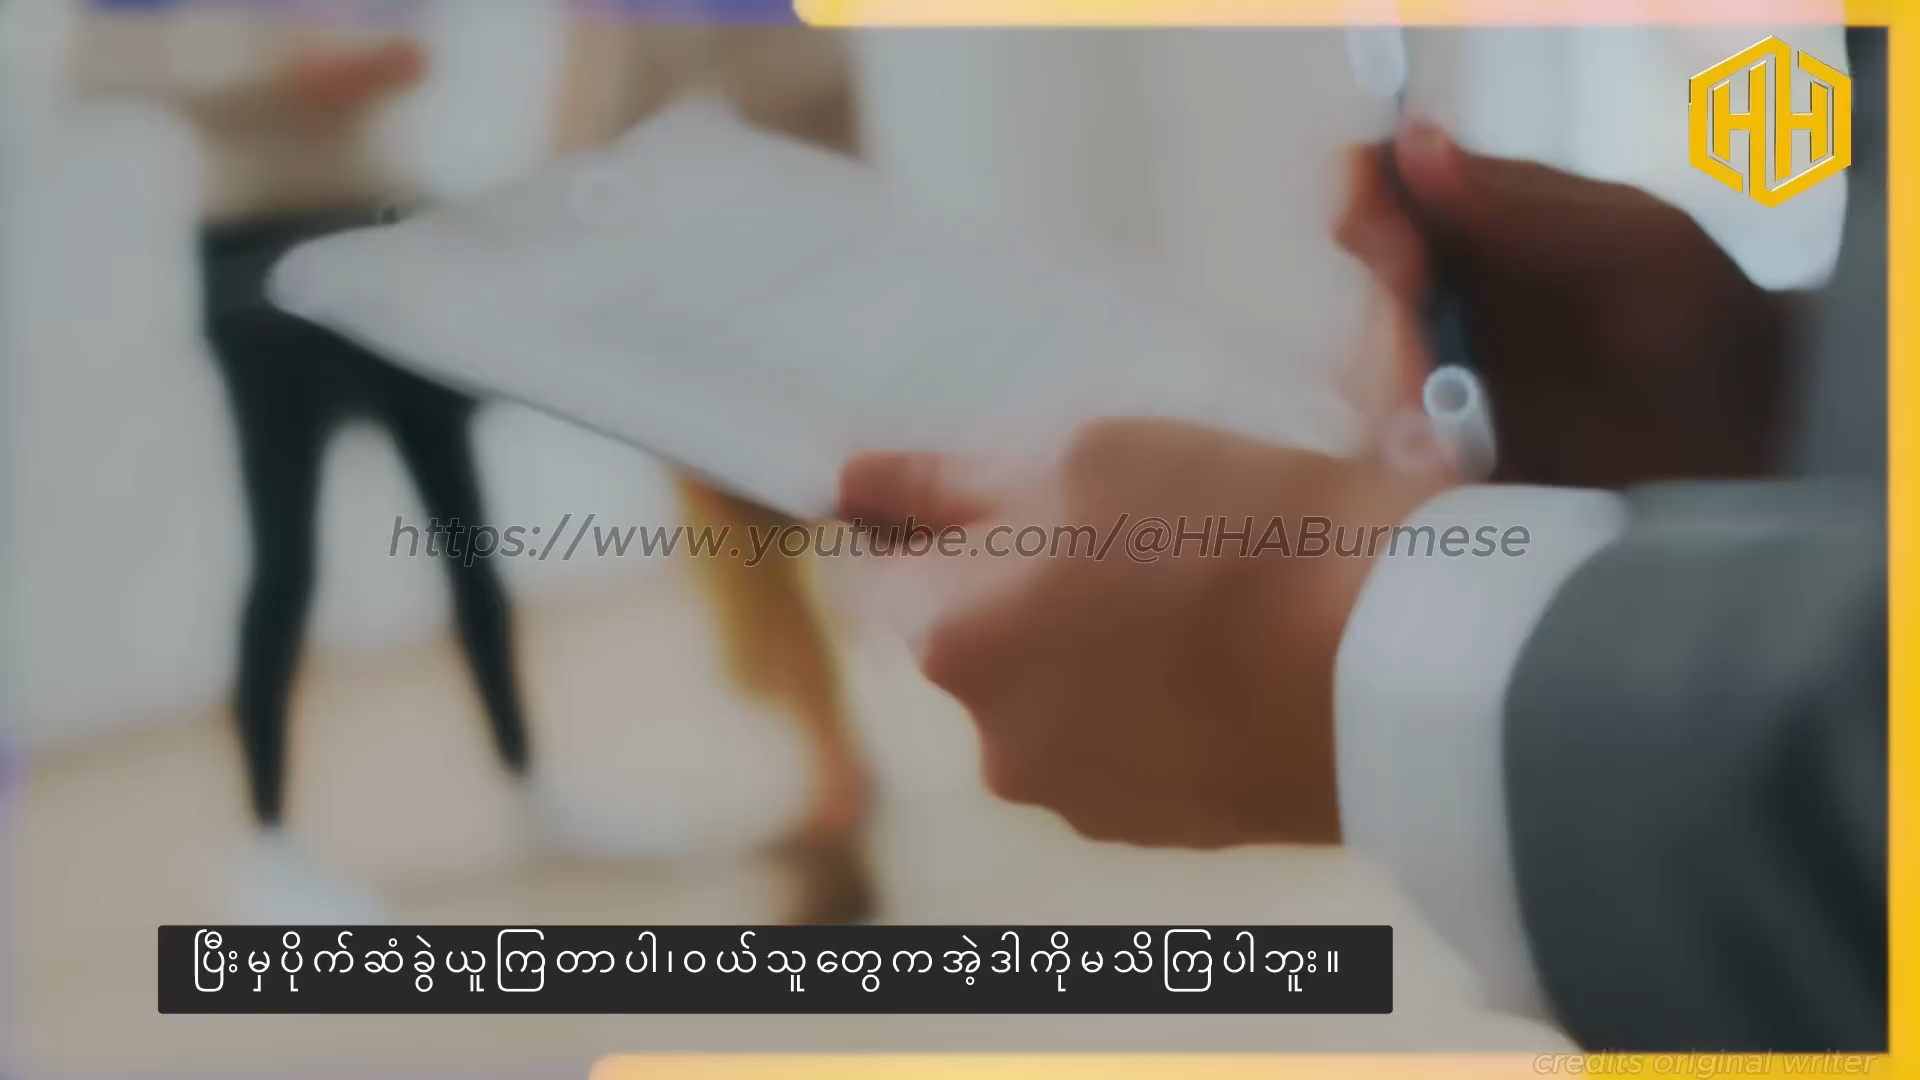 HH
https://www.youtube.com/@HHABurmese
ပြီးမှပိုက်ဆံခွဲယူကြတာပါ၊ဝယ်သူတွေကအဲ့ဒါကိုမသိကြပါဘူး။
credits original writer